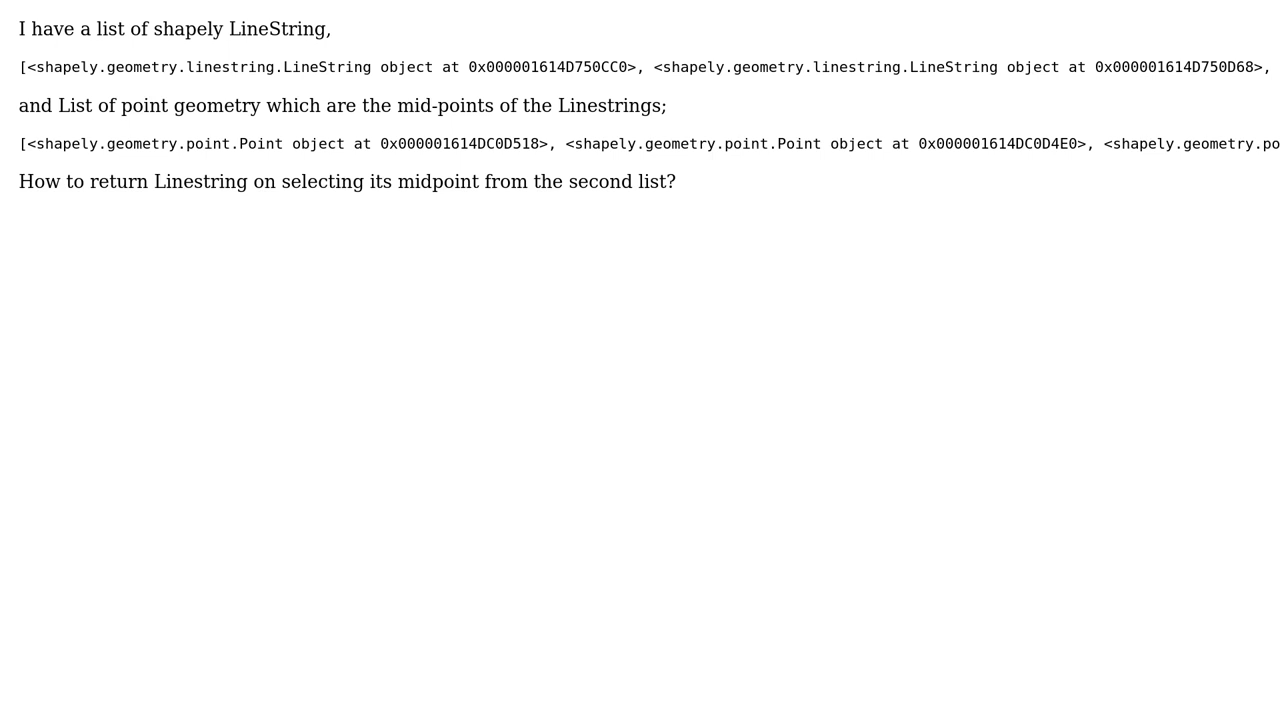 I have a list of shapely LineString,
[<shapely.geometry.linestring.LineString object at 0x000001614D750CC0>, <shapely.geometry.linestring.LineString object at 0x000001614D750D68>,
and List of point geometry which are the mid-points of the Linestrings;
[<shapely.geometry.point.Point object at 0x000001614DC0D518>, <shapely.geometry.point.Point object at 0x000001614DC0D4E0>, <shapely.geometry.po
How to return Linestring on selecting its midpoint from the second list?